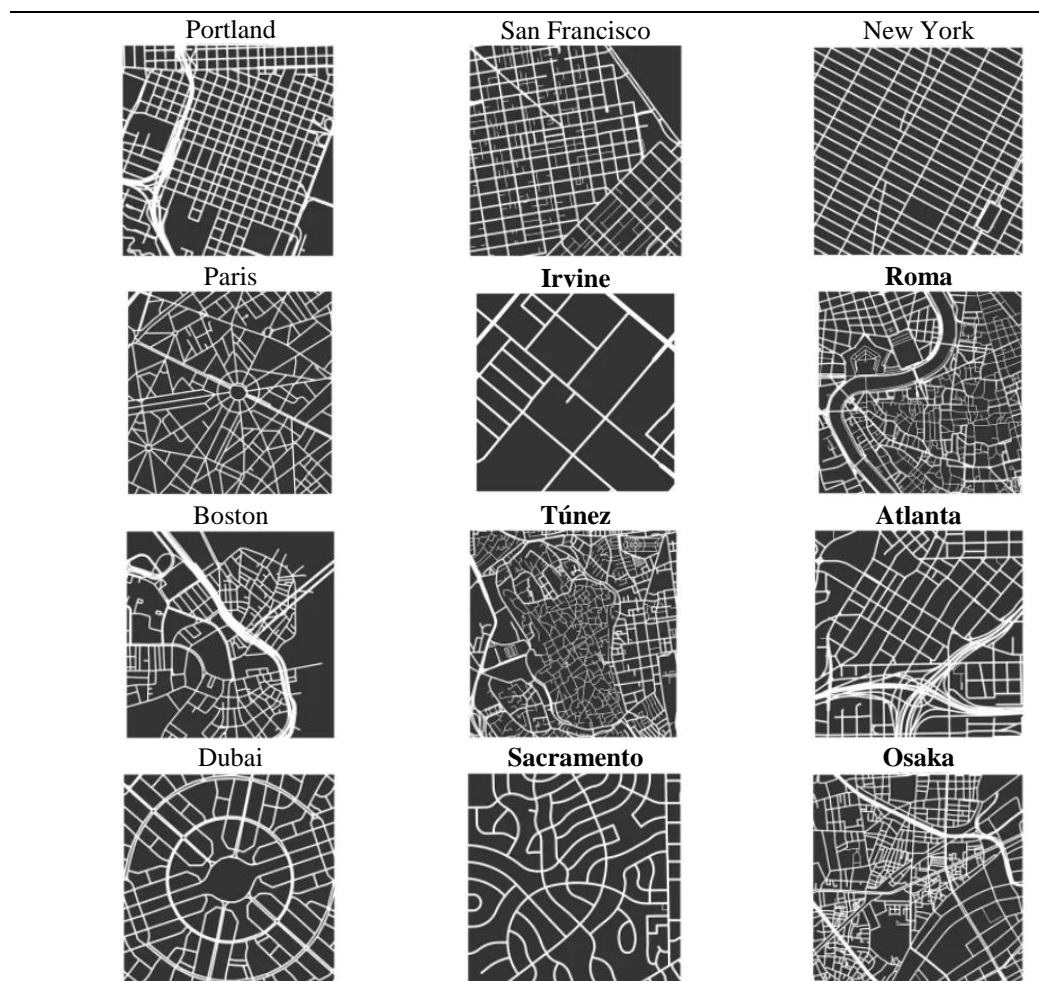 Portland San Francisco New York
Paris Irvine Roma
Boston Túnez Atlanta
Dubai Sacramento Osaka